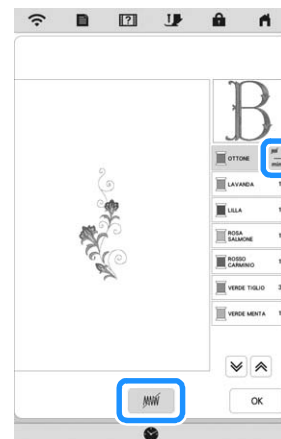 B
OTTONE
LAVANDA
LILLA
ROSA
SALMONE
ROSSO
CARMINIO
VERDE TIGLIO
VERDE MENTA
OK